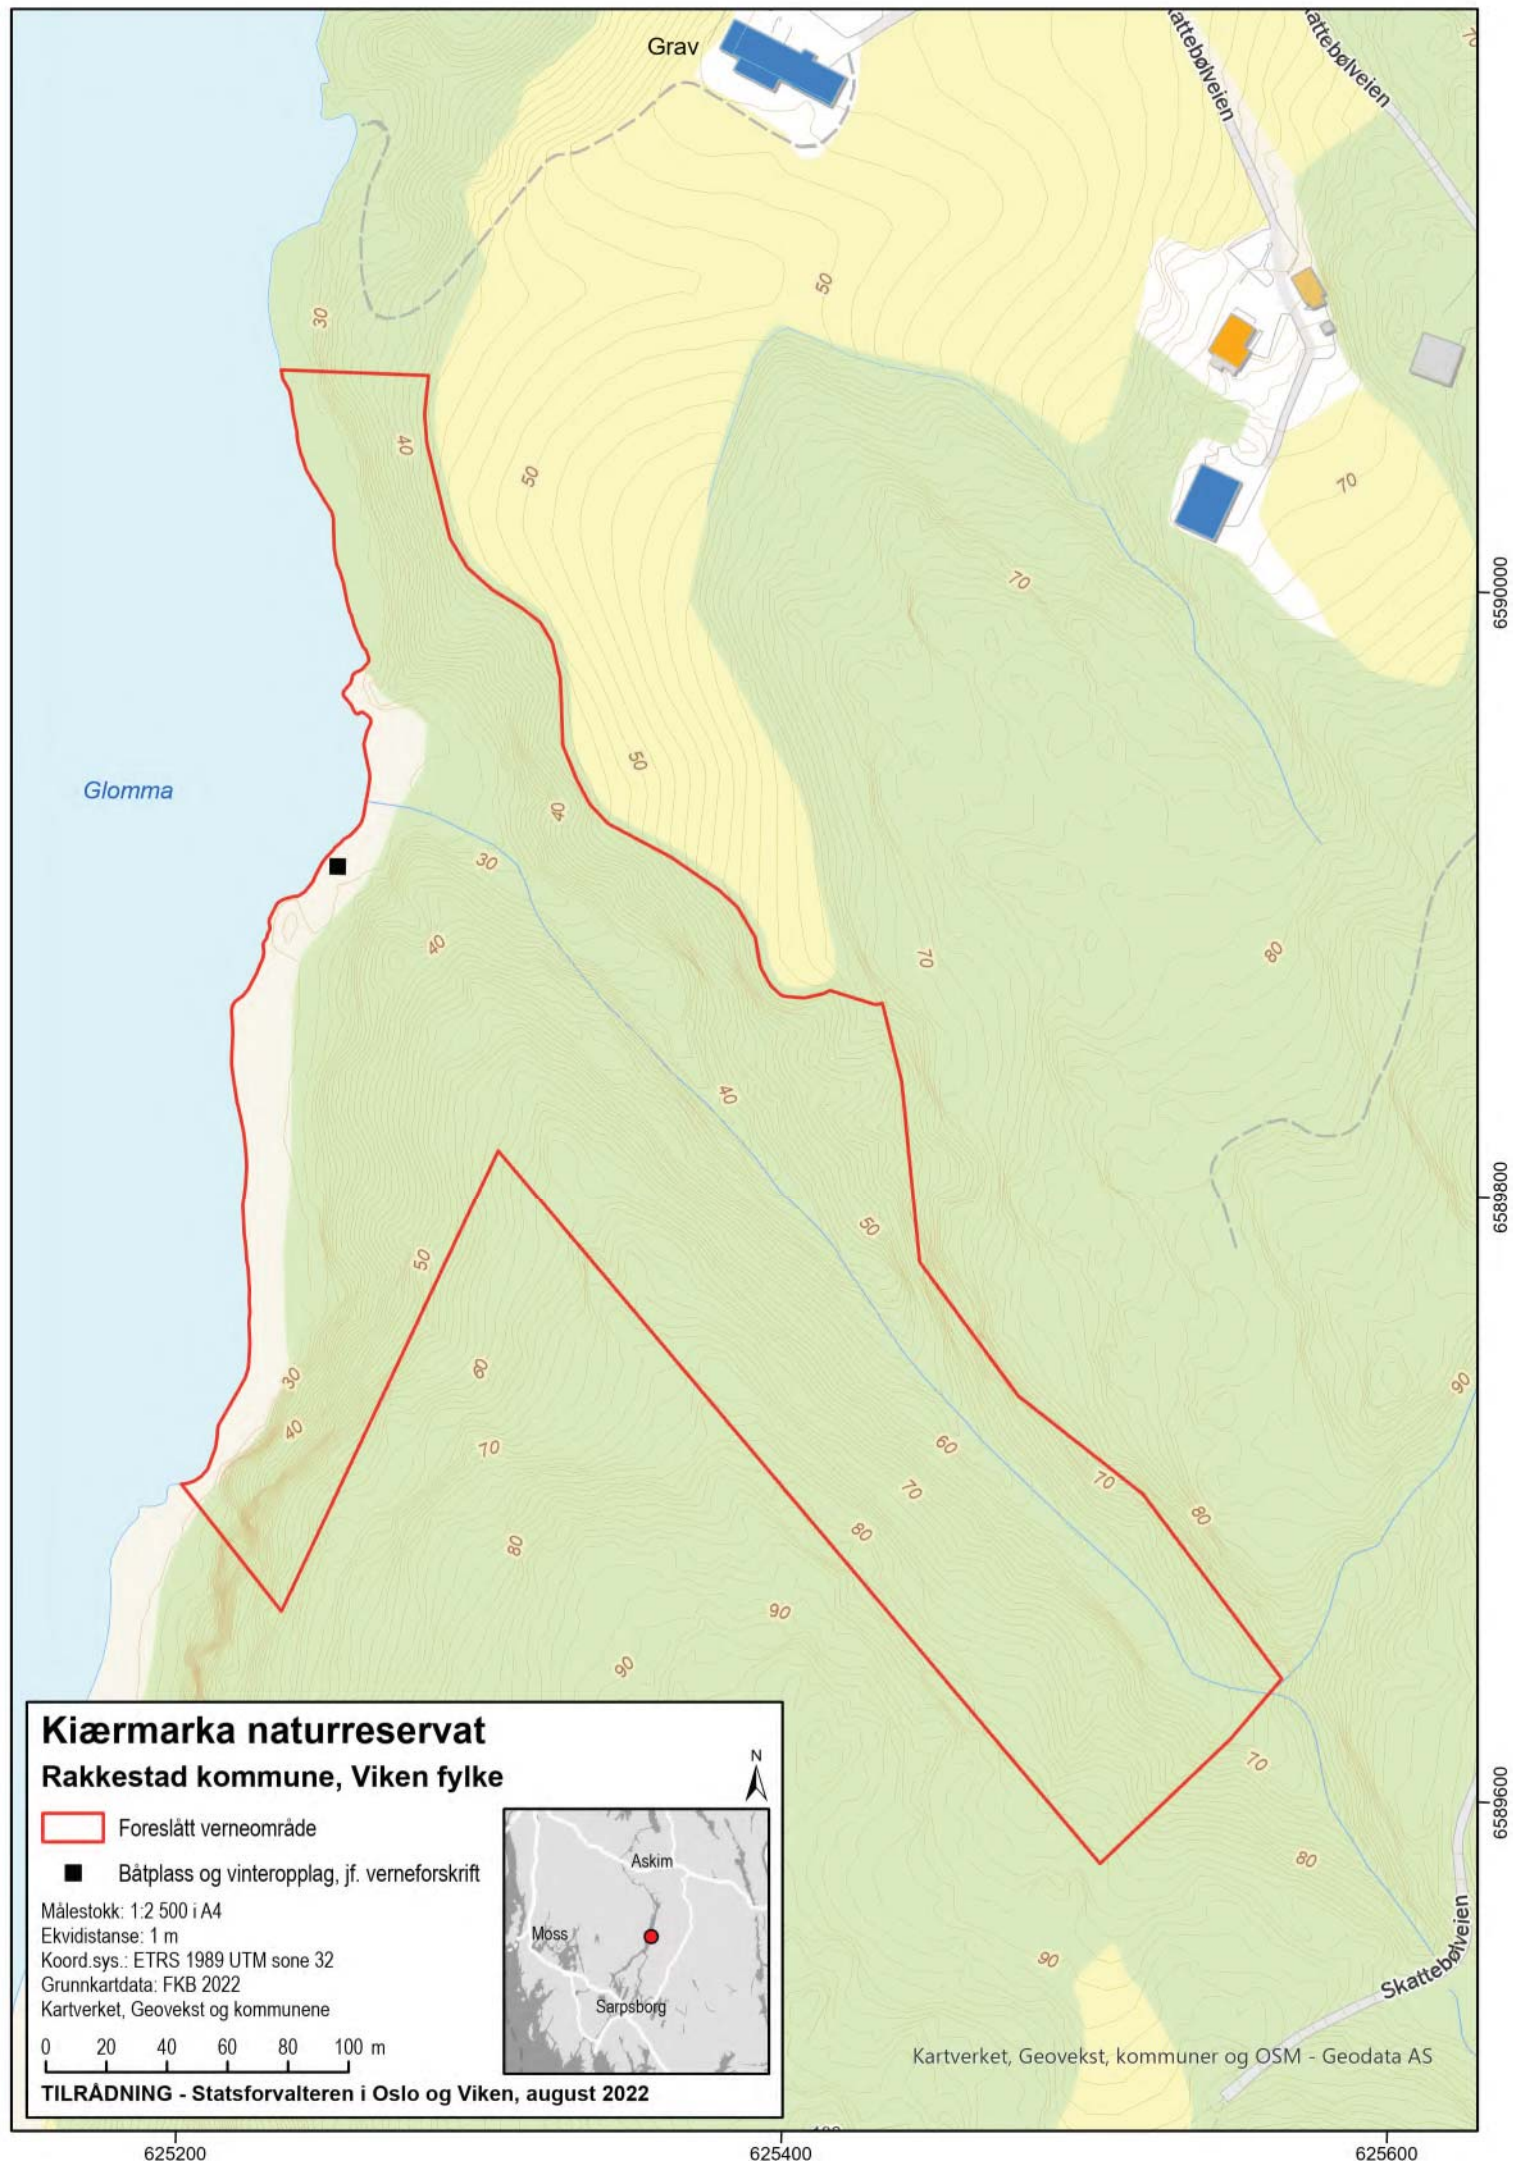 Grav
Skattebølveien
Skattebølveien
70
30
50
40
50
70
70
6590000
50
Glomma
40
30
40
70
80
40
6589800
50
50
60
30
90
40
70
60
70
70
80
80
80
90
90
Kiærmarka naturreservat
Rakkestad kommune, Viken fylke
N
Foreslått verneområde
Båtplass og vinteropplag, jf. verneforskrift
Målestokk: 1:2 500 i A4
Ekvidistanse: 1 m
Koord.sys.: ETRS 1989 UTM sone 32
Grunnkartdata: FKB 2022
Kartverket, Geovekst og kommunene
0 20 40 60 80 100 m
TILRÅDNING - Statsforvalteren i Oslo og Viken, august 2022
Askim
Moss
Sarpsborg
70
6589600
80
90
Skattebølveien
Kartverket, Geovekst, kommuner og OSM - Geodata AS
625200
625400
625600